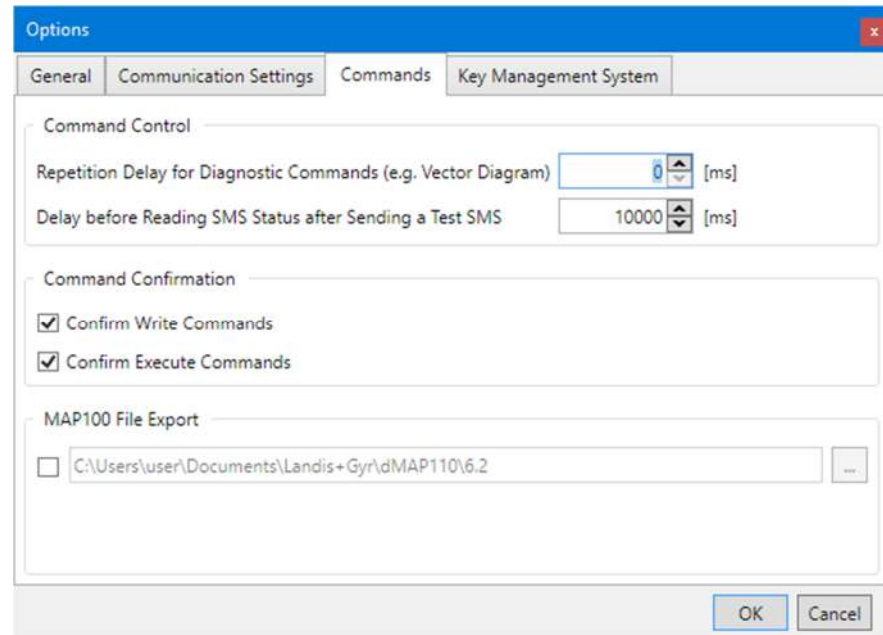 Options
x
General Communication Settings Commands Key Management System
Command Control
Repetition Delay for Diagnostic Commands (e.g. Vector Diagram) 0 [ms]
Delay before Reading SMS Status after Sending a Test SMS 10000 [ms]
Command Confirmation
Confirm Write Commands
Confirm Execute Commands
MAP100 File Export
C:\Users\user\Documents\Landis+Gyr\dMAP110\6.2 ...
OK Cancel